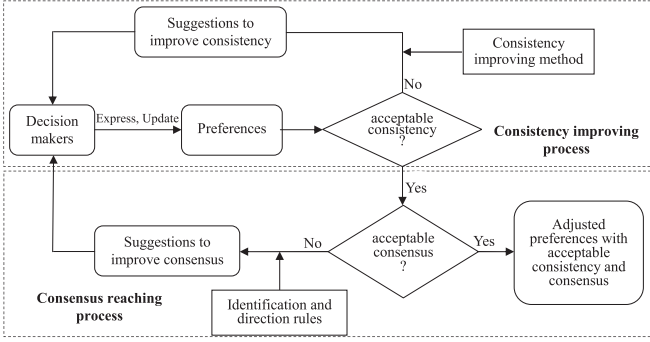 Suggestions to
improve consistency
Consistency
improving method
No
Decision
makers
Express, Update
Preferences
acceptable
consistency
?
Consistency improving
process
Yes
Suggestions to
improve consensus
No
acceptable
consensus
?
Yes
Adjusted
preferences with
acceptable
consistency and
consensus
Consensus reaching
process
Identification and
direction rules